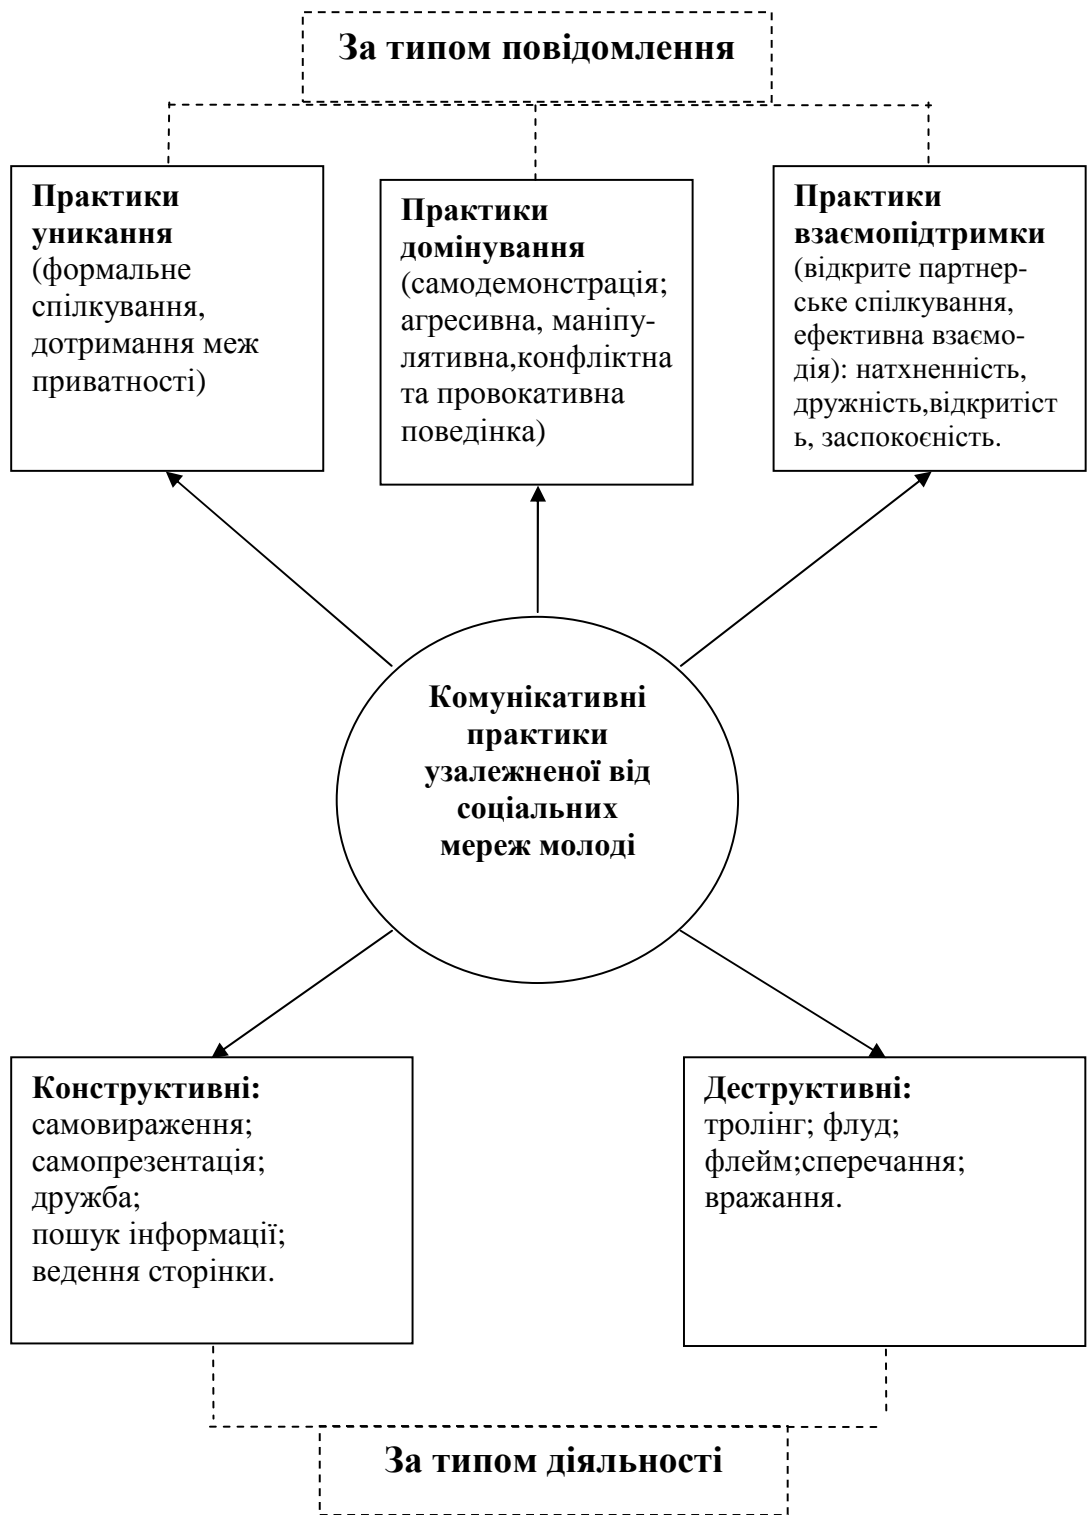 За типом повідомлення
Практики
уникання
(формальне
спілкування,
дотримання меж
приватності)
Практики
домінування
(самодемонстрація;
агресивна, маніпу-
лятивна,конфліктна
та провокативна
поведінка)
Практики
взаємопідтримки
(відкрите партнер-
ське спілкування,
ефективна взаємо-
дія): натхненність,
дружність,відкритіст
ь, заспокоєність.
Комунікативні
практики
узалежненої від
соціальних
мереж молоді
Конструктивні:
самовираження;
самопрезентація;
дружба;
пошук інформації;
ведення сторінки.
Деструктивні:
тролінг; флуд;
флейм;сперечання;
вражання.
За типом діяльності